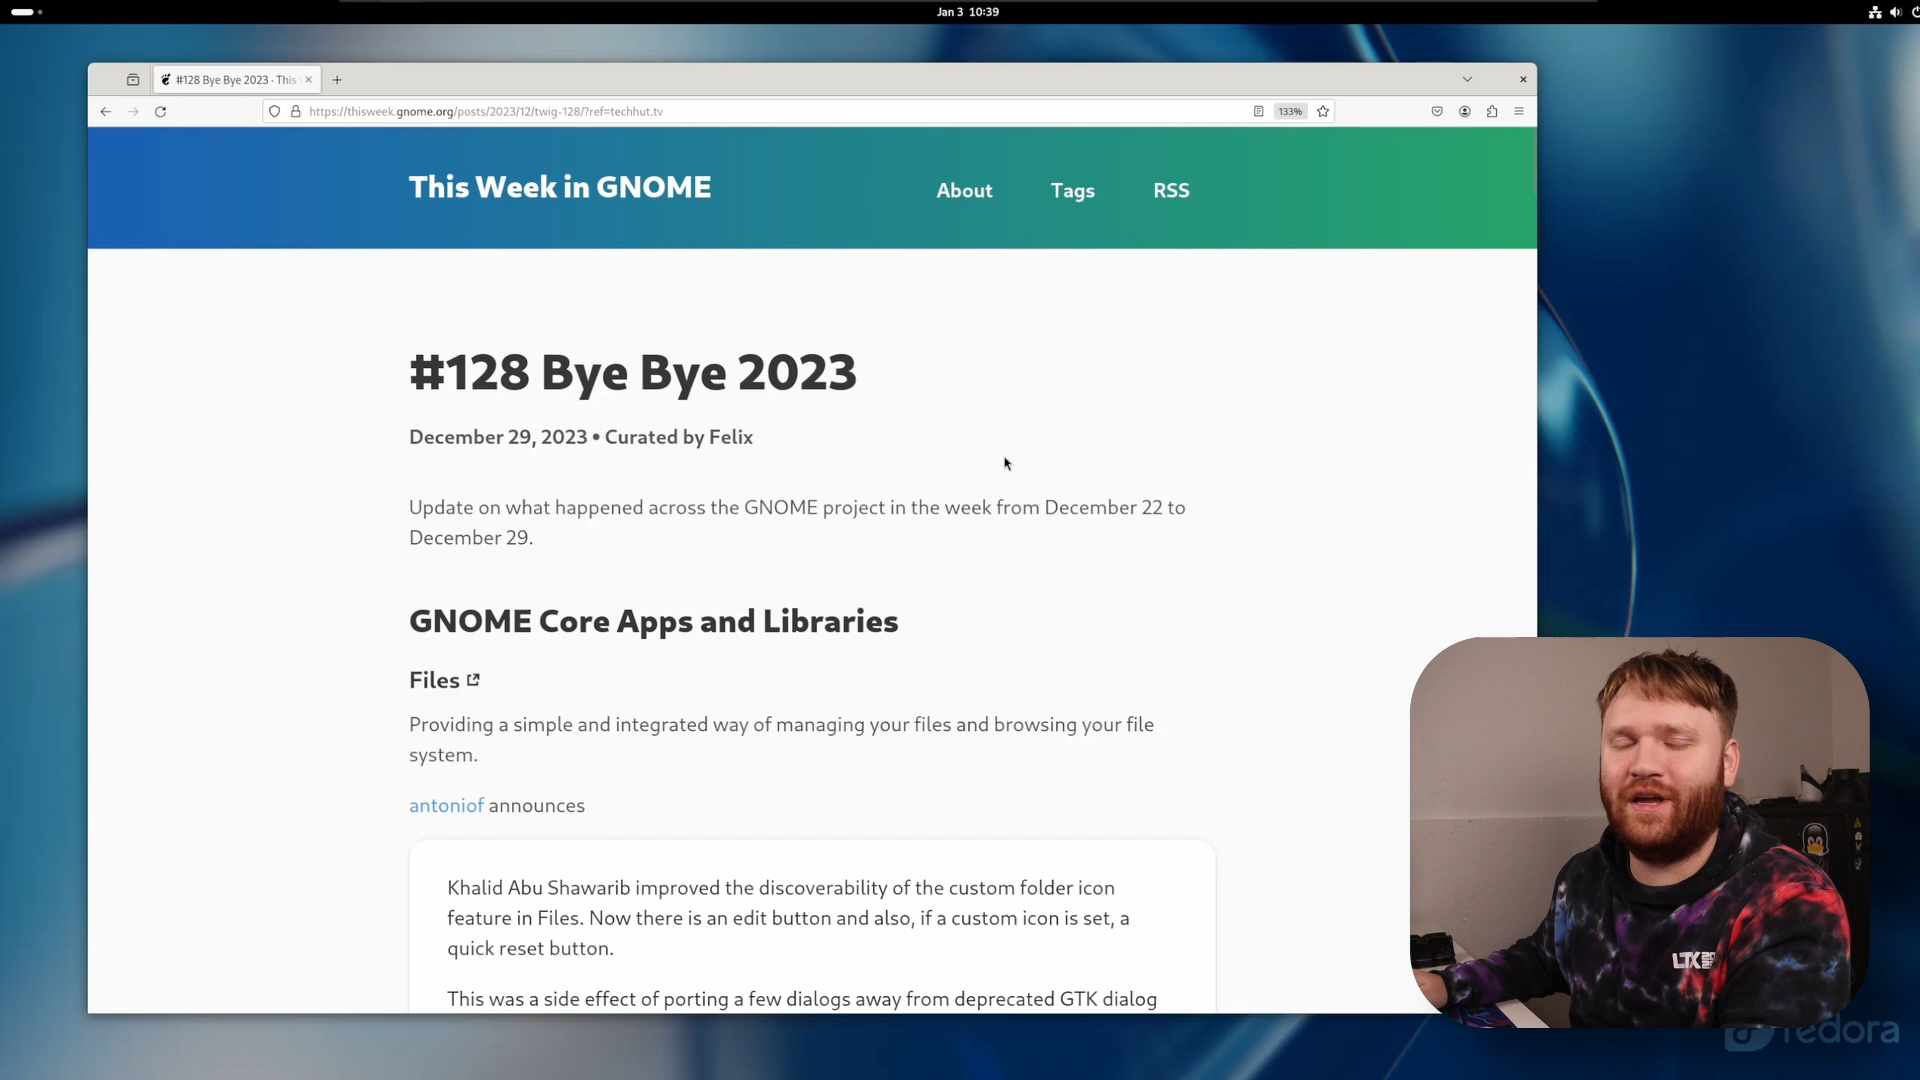 Jan 3 10:39
#128 Bye Bye 2023 · This
https://thisweek.gnome.org/posts/2023/12/twig-128/?ref=techhut.tv
133%
This Week in GNOME
About
Tags
RSS
#128 Bye Bye 2023
December 29, 2023 • Curated by Felix
Update on what happened across the GNOME project in the week from December 22 to
December 29.
GNOME Core Apps and Libraries
Files
Providing a simple and integrated way of managing your files and browsing your file
system.
antoniof announces
Khalid Abu Shawarib improved the discoverability of the custom folder icon
feature in Files. Now there is an edit button and also, if a custom icon is set, a
quick reset button.
This was a side effect of porting a few dialogs away from deprecated GTK dialog
LTX
fedora